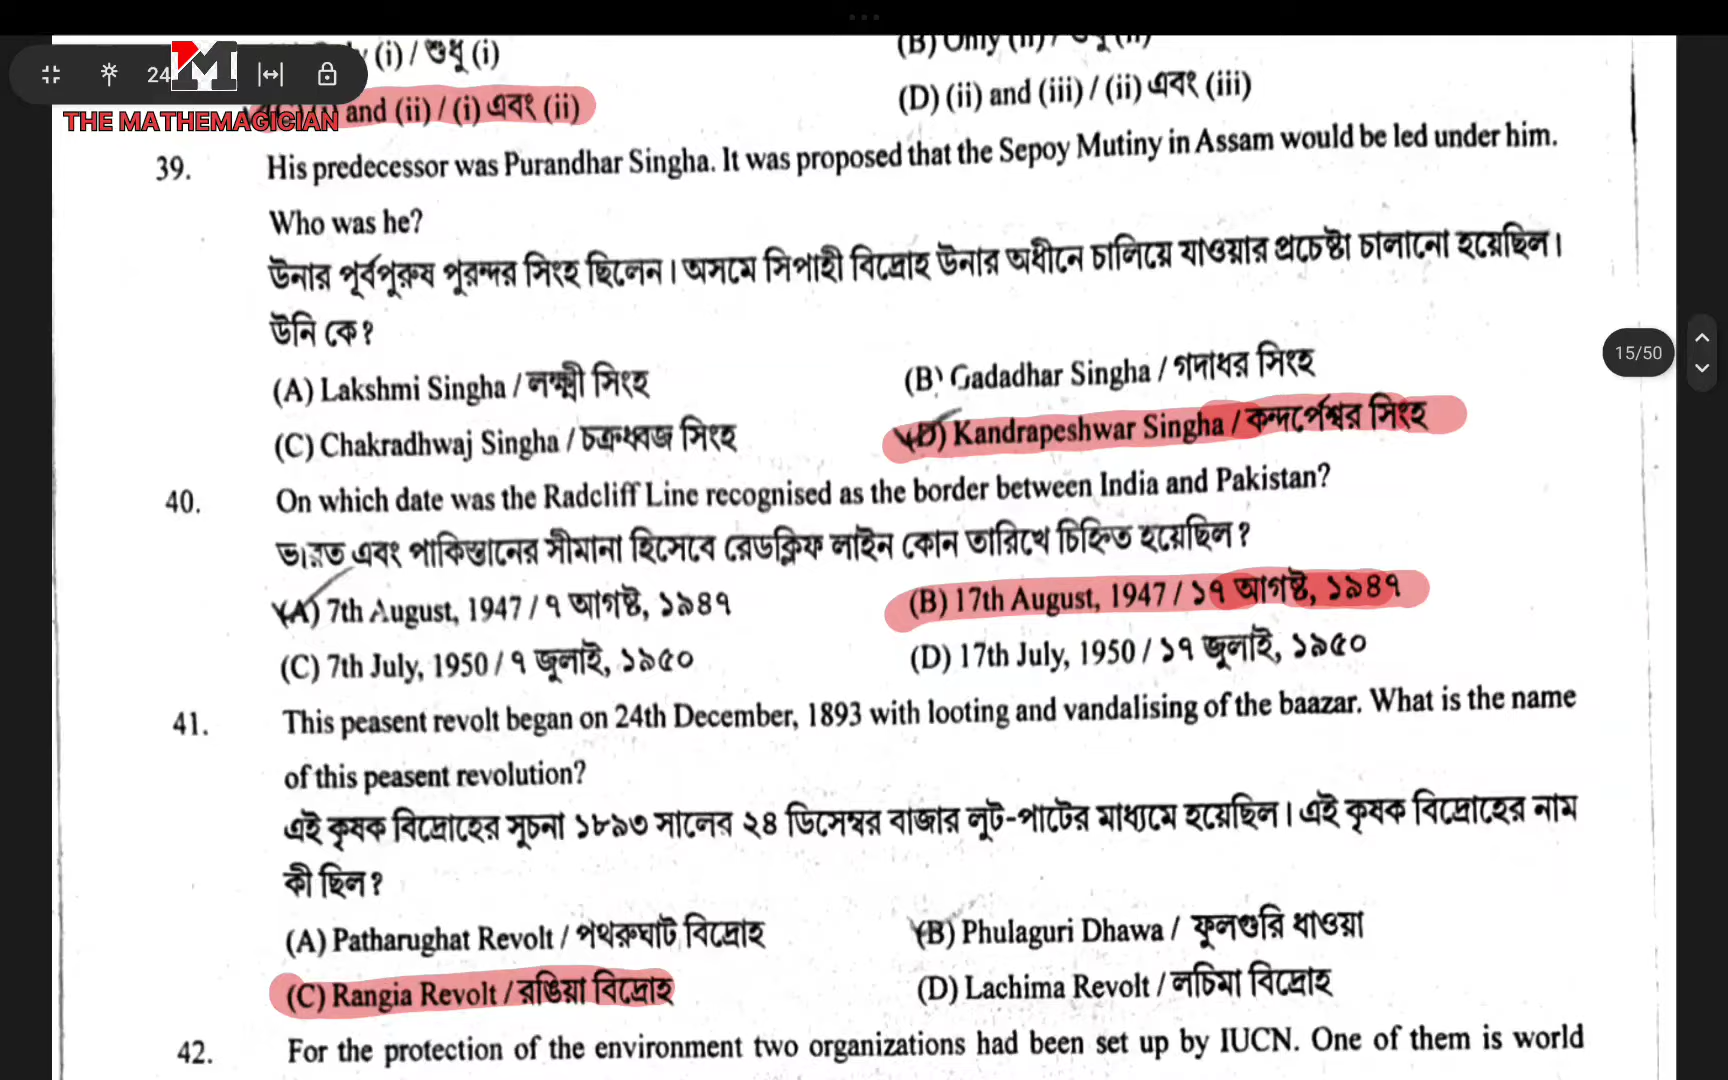 (i) / শুধু (i)
(B) Only (ii) / শুধু (ii)
24
THE MATHEMAGICIAN
and (ii) / (i) এবং (ii)
(D) (ii) and (iii) / (ii) এবং (iii)
39. His predecessor was Purandhar Singha. It was proposed that the Sepoy Mutiny in Assam would be led under him.
Who was he?
উনার পূর্বপুরুষ পুরন্দর সিংহ ছিলেন। অসমে সিপাহী বিদ্রোহ উনার অধীনে চালিয়ে যাওয়ার প্রচেষ্টা চালানো হয়েছিল।
উনি কে?
15/50
(A) Lakshmi Singha / লক্ষ্মী সিংহ
(B) Gadadhar Singha / গদাধর সিংহ
(C) Chakradhwaj Singha / চক্রধ্বজ সিংহ
(D) Kandrapeshwar Singha / কন্দর্পেশ্বর সিংহ
40. On which date was the Radcliff Line recognised as the border between India and Pakistan?
ভারত এবং পাকিস্তানের সীমানা হিসেবে রেডক্লিফ লাইন কোন তারিখে চিহ্নিত হয়েছিল?
(A) 7th August, 1947 / ৭ আগষ্ট, ১৯৪৭
(B) 17th August, 1947 / ১৭ আগষ্ট, ১৯৪৭
(C) 7th July, 1950 / ৭ জুলাই, ১৯৫০
(D) 17th July, 1950 / ১৭ জুলাই, ১৯৫০
41. This peasent revolt began on 24th December, 1893 with looting and vandalising of the baazar. What is the name
of this peasent revolution?
এই কৃষক বিদ্রোহের সূচনা ১৮৯৩ সালের ২৪ ডিসেম্বর বাজার লুট-পাটের মাধ্যমে হয়েছিল। এই কৃষক বিদ্রোহের নাম
কী ছিল?
(A) Patharughat Revolt / পথরুঘাট বিদ্রোহ
(B) Phulaguri Dhawa / ফুলগুরি ধাওয়া
(C) Rangia Revolt / রঙিয়া বিদ্রোহ
(D) Lachima Revolt / লচিমা বিদ্রোহ
42. For the protection of the environment two organizations had been set up by IUCN. One of them is world